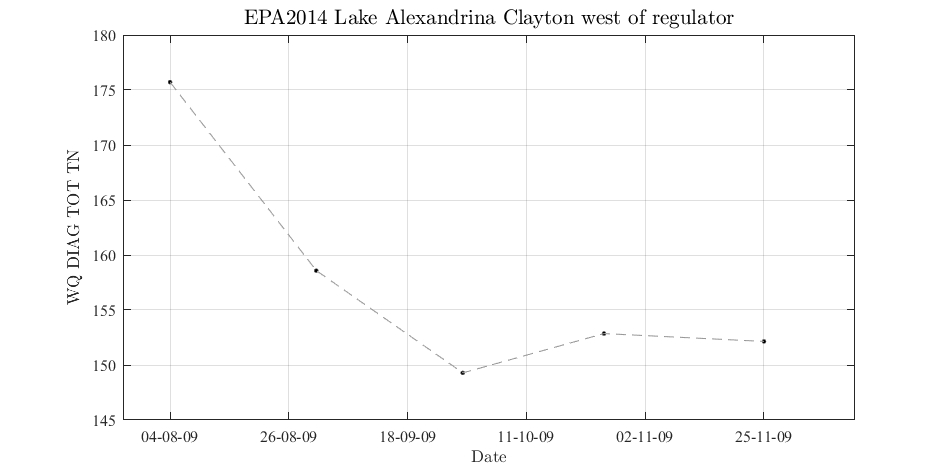 EPA2014 Lake Alexandrina Clayton west of regulator
180
175
170
165
160
155
150
145
WQ DIAG TOT TN
04-08-09 26-08-09 18-09-09 11-10-09 02-11-09 25-11-09
Date